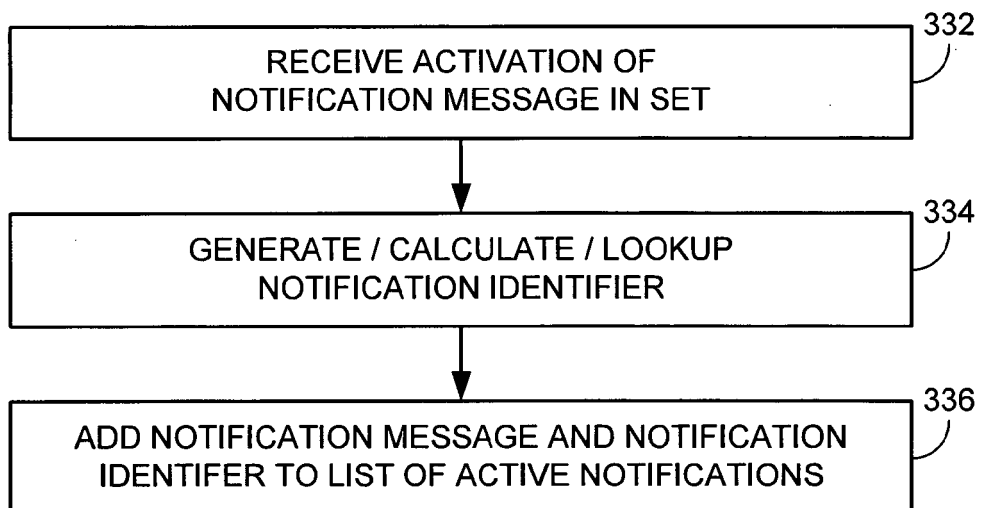 332
RECEIVE ACTIVATION OF
NOTIFICATION MESSAGE IN SET
334
GENERATE / CALCULATE / LOOKUP
NOTIFICATION IDENTIFIER
336
ADD NOTIFICATION MESSAGE AND NOTIFICATION
IDENTIFER TO LIST OF ACTIVE NOTIFICATIONS